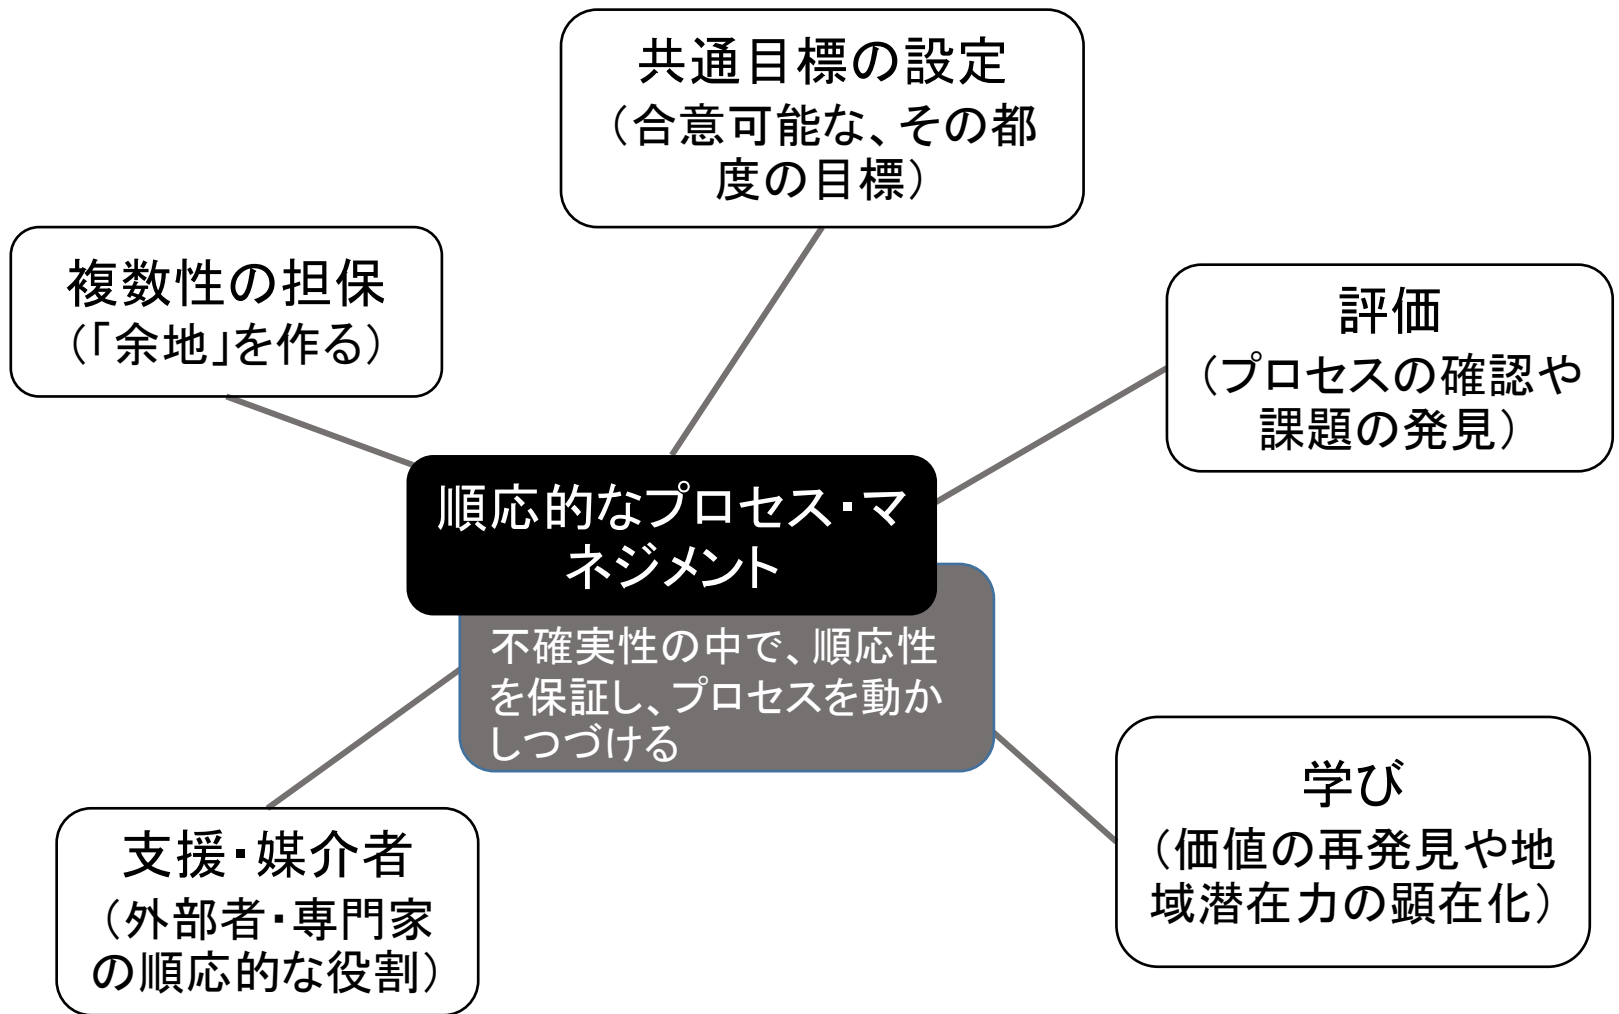 共通目標の設定
（合意可能な、その都
度の目標）
複数性の担保
（「余地」を作る）
評価
（プロセスの確認や
課題の発見）
順応的なプロセス・マ
ネジメント
不確実性の中で、順応性
を保証し、プロセスを動か
しつづける
学び
（価値の再発見や地
域潜在力の顕在化）
支援・媒介者
（外部者・専門家
の順応的な役割）